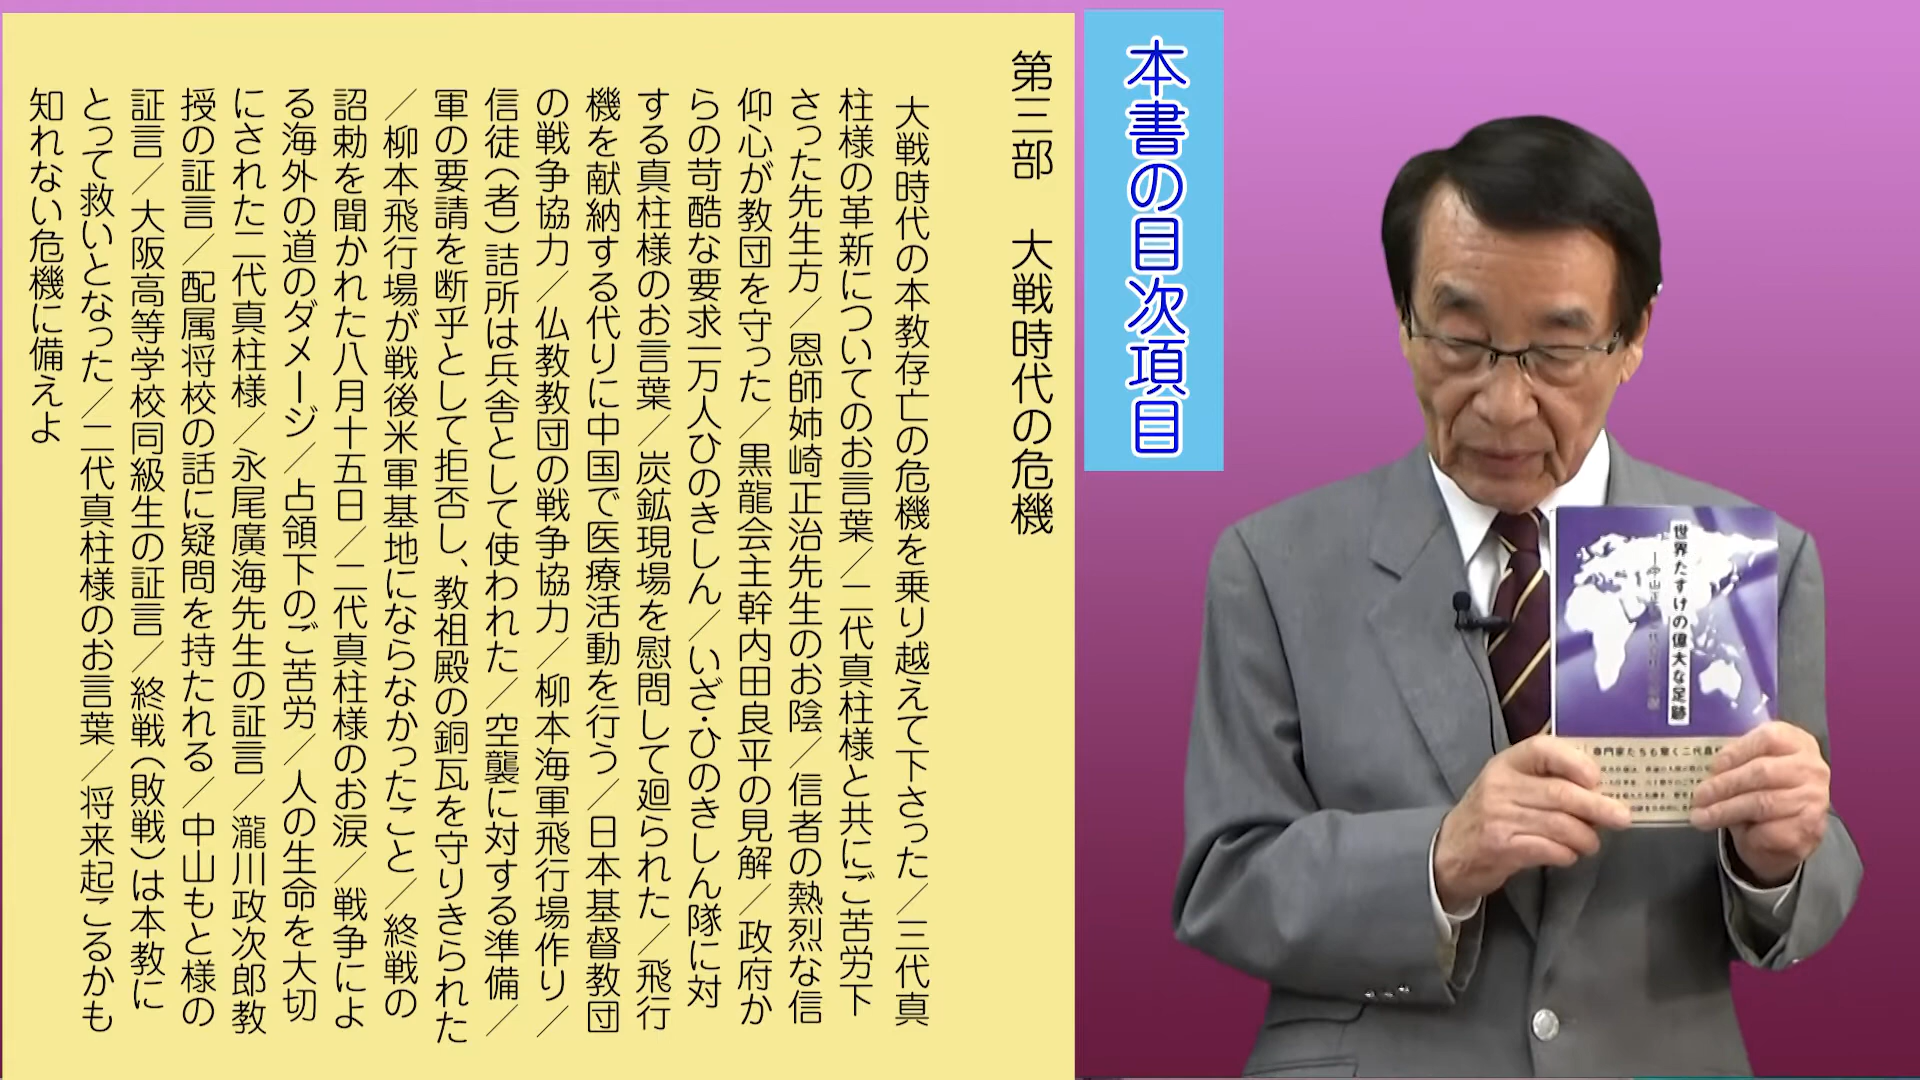 本書の目次項目
第三部　大戦時代の危機
大戦時代の本教存亡の危機を乗り越えて下さった／三代真
柱様の革新についてのお言葉／二代真柱様と共にご苦労下
さった先生方／恩師姉崎正治先生のお陰／信者の熱烈な信
仰心が教団を守った／黒龍会主幹内田良平の見解／政府か
らの苛酷な要求一万人ひのきしん／いざ・ひのきしん隊に対
する真柱様のお言葉／炭鉱現場を慰問して廻られた／飛行
機を献納する代りに中国で医療活動を行う／日本基督教団
の戦争協力／仏教教団の戦争協力／柳本海軍飛行場作り／
信徒（者）詰所は兵舎として使われた／空襲に対する準備／
軍の要請を断乎として拒否し、教祖殿の銅瓦を守りきられた
／柳本飛行場が戦後米軍基地にならなかったこと／終戦の
詔勅を聞かれた八月十五日／二代真柱様のお涙／戦争によ
る海外の道のダメージ／占領下のご苦労／人の生命を大切
にされた二代真柱様／永尾廣海先生の証言／瀧川政次郎教
授の証言／配属将校の話に疑問を持たれる／中山もと様の
証言／大阪高等学校同級生の証言／終戦（敗戦）は本教に
とって救いとなった／二代真柱様のお言葉／将来起こるかも
知れない危機に備えよ
世界たすけの偉大な足跡
専門家たちも驚く二代真柱